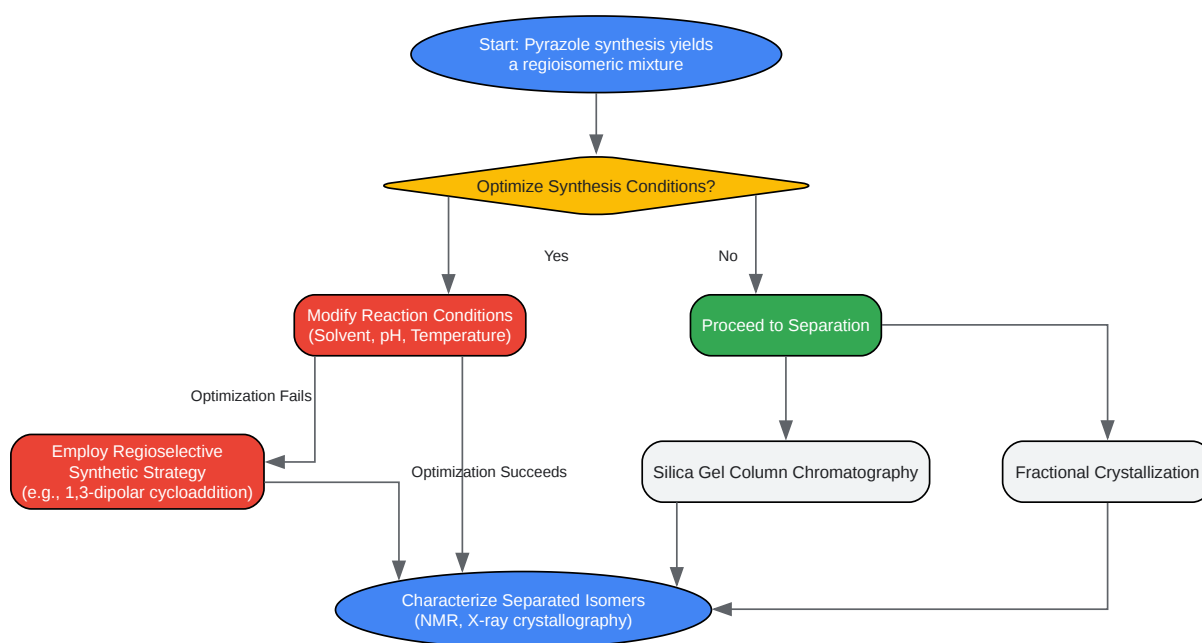 Start: Pyrazole synthesis yields
a regioisomeric mixture
Optimize Synthesis Conditions?
Yes
No
Modify Reaction Conditions
(Solvent, pH, Temperature)
Proceed to Separation
Optimization Fails
Employ Regioselective
Synthetic Strategy
(e.g., 1,3-dipolar cycloaddition)
Optimization Succeeds
Silica Gel Column Chromatography
Fractional Crystallization
Characterize Separated Isomers
(NMR, X-ray crystallography)